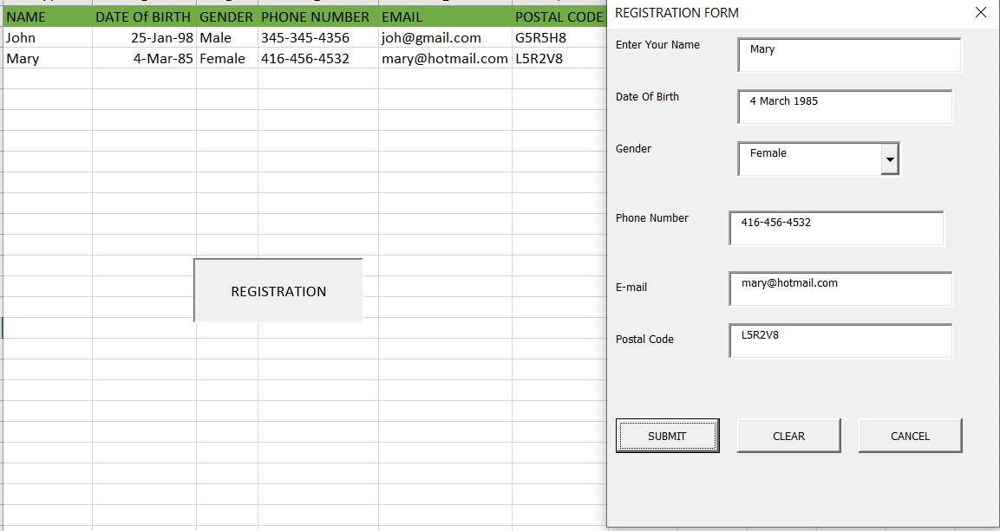 NAME DATE Of BIRTH GENDER PHONE NUMBER EMAIL POSTAL CODE
John 25-Jan-98 Male 345-345-4356 joh@gmail.com G5R5H8
Mary 4-Mar-85 Female 416-456-4532 mary@hotmail.com L5R2V8
REGISTRATION
REGISTRATION FORM
Enter Your Name Mary
Date Of Birth 4 March 1985
Gender Female
Phone Number 416-456-4532
E-mail mary@hotmail.com
Postal Code L5R2V8
SUBMIT CLEAR CANCEL